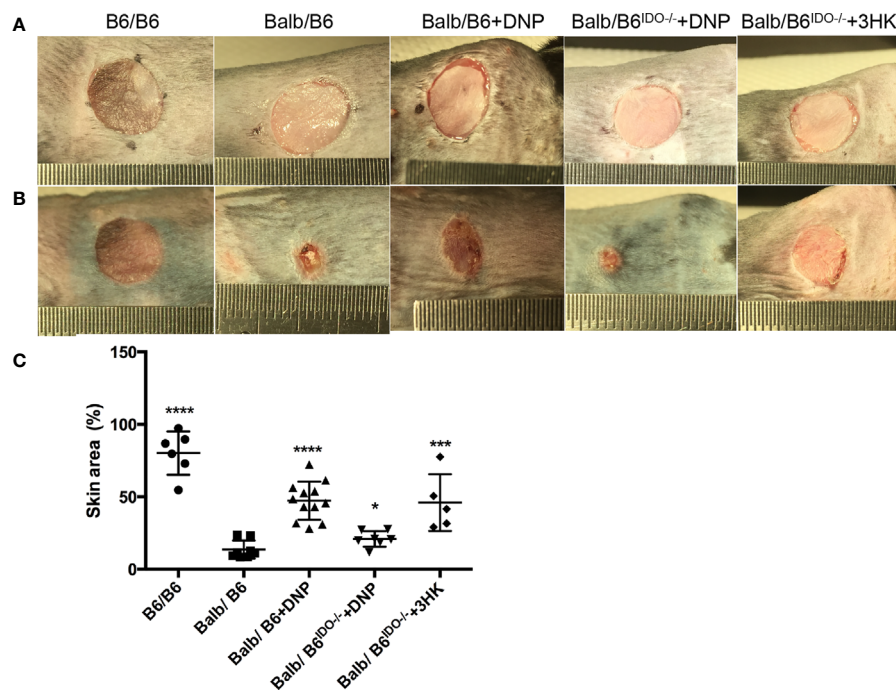 A B6/B6 Balb/B6 Balb/B6+DNP Balb/B6IDO-/-+DNP Balb/B6IDO-/-+3HK
B
C
150
100
50
0
Skin area (%)
****
****
*
***
B6/B6
Balb/ B6
Balb/ B6+DNP
Balb/ B6IDO-/-+DNP
Balb/ B6IDO-/-+3HK